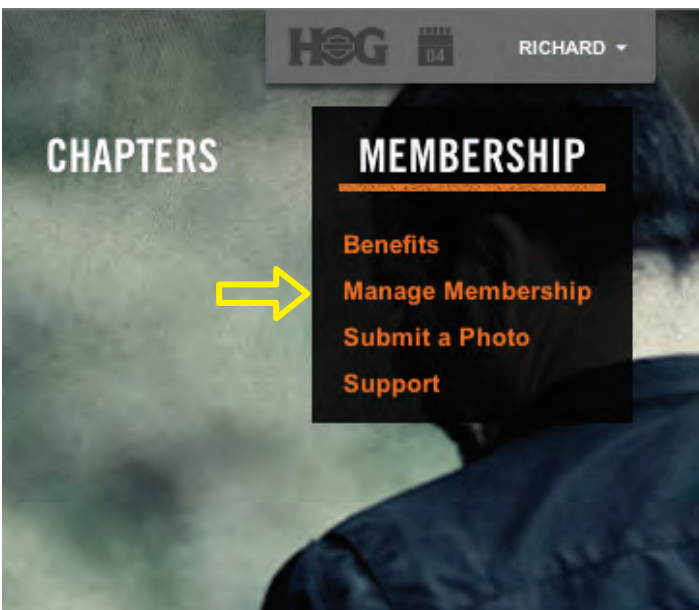 HOG
04
RICHARD
CHAPTERS
MEMBERSHIP
Benefits
Manage Membership
Submit a Photo
Support